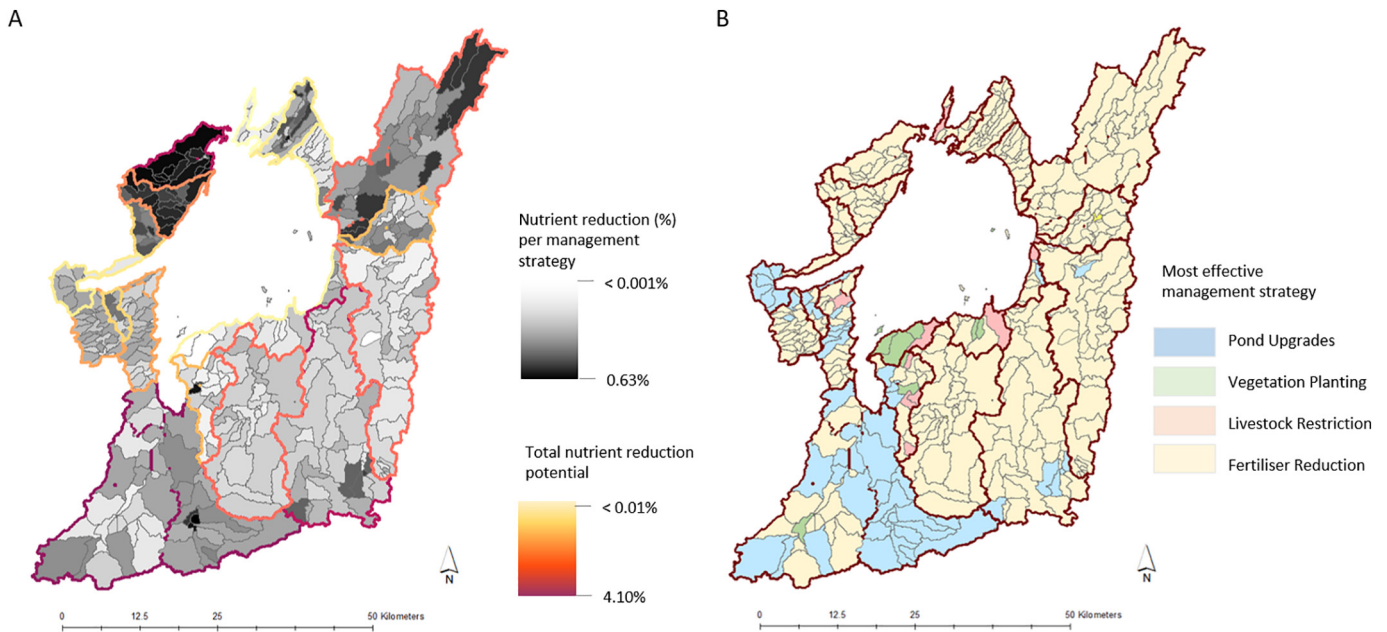 A
Nutrient reduction (%)
per management
strategy
< 0.001%
0.63%
Total nutrient reduction
potential
< 0.01%
4.10%
N
0 12.5 25 50 Kilometers
B
Most effective
management strategy
Pond Upgrades
Vegetation Planting
Livestock Restriction
Fertiliser Reduction
N
0 12.5 25 50 Kilometers